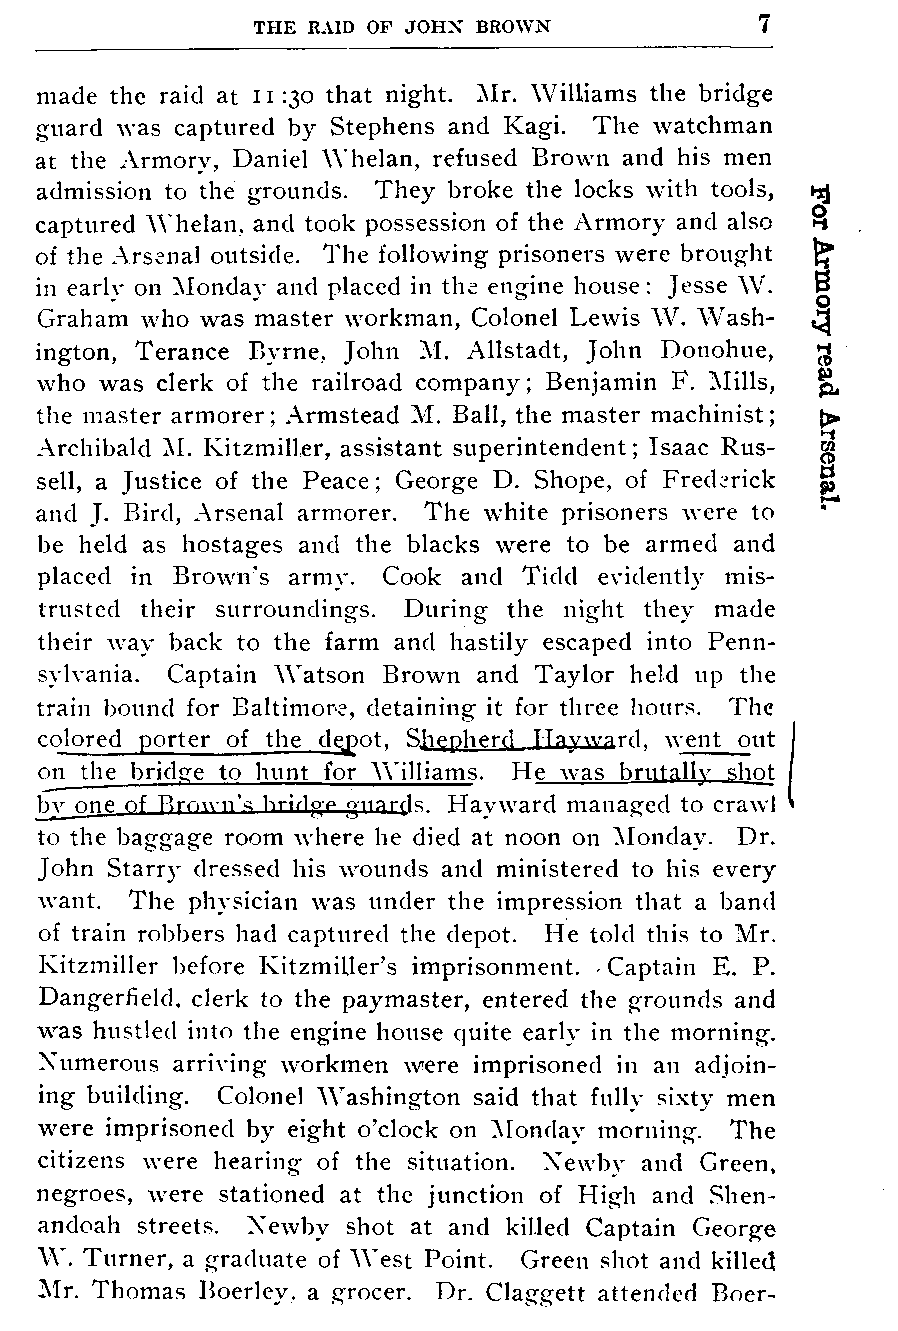 THE RAID OF JOHN BROWN 7
made the raid at 11:30 that night. Mr. Williams the bridge
guard was captured by Stephens and Kagi. The watchman
at the Armory, Daniel Whelan, refused Brown and his men
admission to the grounds. They broke the locks with tools,
captured Whelan, and took possession of the Armory and also
of the Arsenal outside. The following prisoners were brought
in early on Monday and placed in the engine house: Jesse W.
Graham who was master workman, Colonel Lewis W. Wash-
ington, Terance Byrne, John M. Allstadt, John Donohue,
who was clerk of the railroad company; Benjamin F. Mills,
the master armorer; Armstead M. Ball, the master machinist;
Archibald M. Kitzmiller, assistant superintendent; Isaac Rus-
sell, a Justice of the Peace; George D. Shope, of Frederick
and J. Bird, Arsenal armorer. The white prisoners were to
be held as hostages and the blacks were to be armed and
placed in Brown's army. Cook and Tidd evidently mis-
trusted their surroundings. During the night they made
their way back to the farm and hastily escaped into Penn-
sylvania. Captain Watson Brown and Taylor held up the
train bound for Baltimore, detaining it for three hours. The
colored porter of the depot, Shepherd Hayward, went out
on the bridge to hunt for Williams. He was brutally shot
by one of Brown's bridge guards. Hayward managed to crawl
to the baggage room where he died at noon on Monday. Dr.
John Starry dressed his wounds and ministered to his every
want. The physician was under the impression that a band
of train robbers had captured the depot. He told this to Mr.
Kitzmiller before Kitzmiller's imprisonment. Captain E. P.
Dangerfield, clerk to the paymaster, entered the grounds and
was hustled into the engine house quite early in the morning.
Numerous arriving workmen were imprisoned in an adjoin-
ing building. Colonel Washington said that fully sixty men
were imprisoned by eight o'clock on Monday morning. The
citizens were hearing of the situation. Newby and Green,
negroes, were stationed at the junction of High and Shen-
andoah streets. Newby shot at and killed Captain George
W. Turner, a graduate of West Point. Green shot and killed
Mr. Thomas Boerley, a grocer. Dr. Claggett attended Boer-
For Armory read Arsenal.